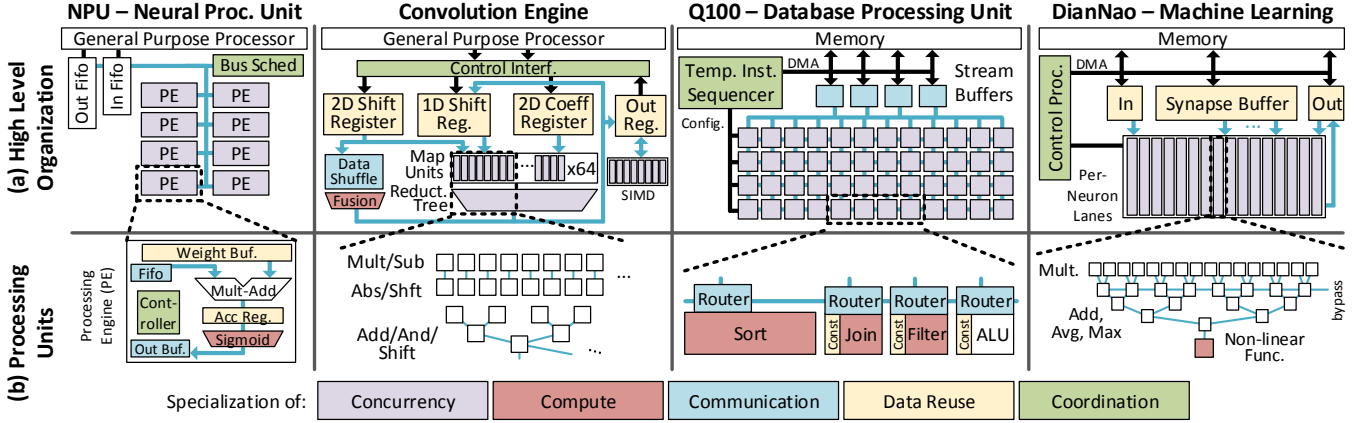 NPU – Neural Proc. Unit
General Purpose Processor
Out Fifo
In Fifo
Bus Sched
PE
PE
PE
PE
PE
PE
PE
PE
Convolution Engine
General Purpose Processor
Control Interf.
2D Shift
Register
1D Shift
Reg.
2D Coeff
Register
Out
Reg.
Data
Shuffle
Fusion
Map
Units
Reduct.
Tree
...
x64
SIMD
Q100 – Database Processing Unit
Memory
Temp. Inst.
Sequencer
DMA
Stream
Buffers
Config.
DianNao – Machine Learning
Memory
Control Proc.
DMA
In
Synapse Buffer
Out
...
Per-
Neuron
Lanes
(a) High Level
Organization
(b) Processing
Units
Processing
Engine (PE)
Weight Buf.
Fifo
Mult-Add
Cont-
roller
Acc Reg.
Sigmoid
Out Buf.
Mult/Sub
Abs/Shft
...
Add/And/
Shift
...
Router
Sort
Router
Const
Join
Router
Const
Filter
Router
Const
ALU
Mult.
Add,
Avg, Max
bypass
Non-linear
Func.
Specialization of:
Concurrency
Compute
Communication
Data Reuse
Coordination